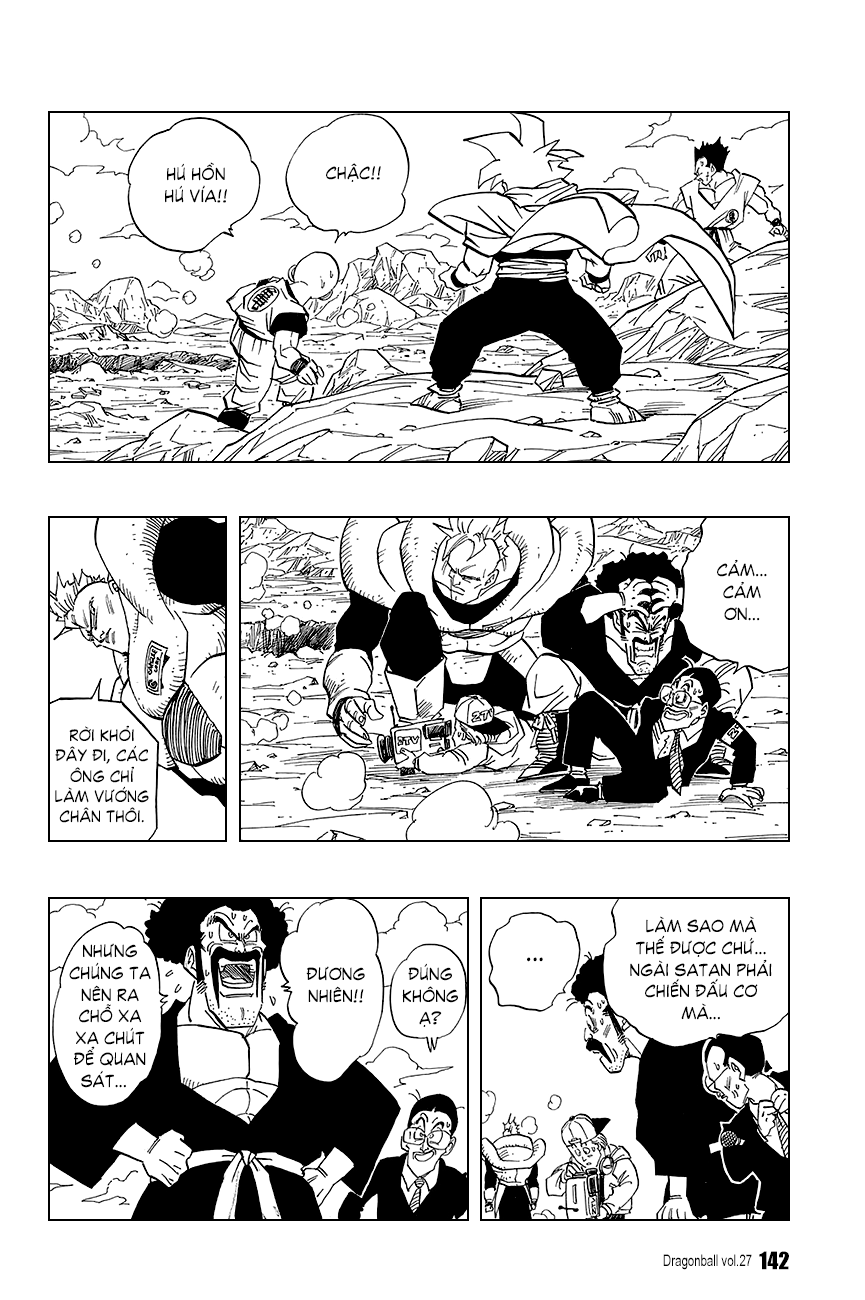 CHẬC!!
HÚ HỒN
HÚ VÍA!!
CẢM...
CẢM
ƠN...
ZTV
RỜI KHỎI
ĐÂY ĐI, CÁC
ÔNG CHỈ
LÀM VƯỚNG
CHÂN THÔI.
LÀM SAO MÀ
THẾ ĐƯỢC CHỨ...
NGÀI SATAN PHẢI
CHIẾN ĐẤU CƠ
MÀ...
...
ĐÚNG
KHÔNG
Ạ?
ĐƯƠNG
NHIÊN!!
NHƯNG
CHÚNG TA
NÊN RA
CHỖ XA
XA CHÚT
ĐỂ QUAN
SÁT...
Dragonball vol.27 142